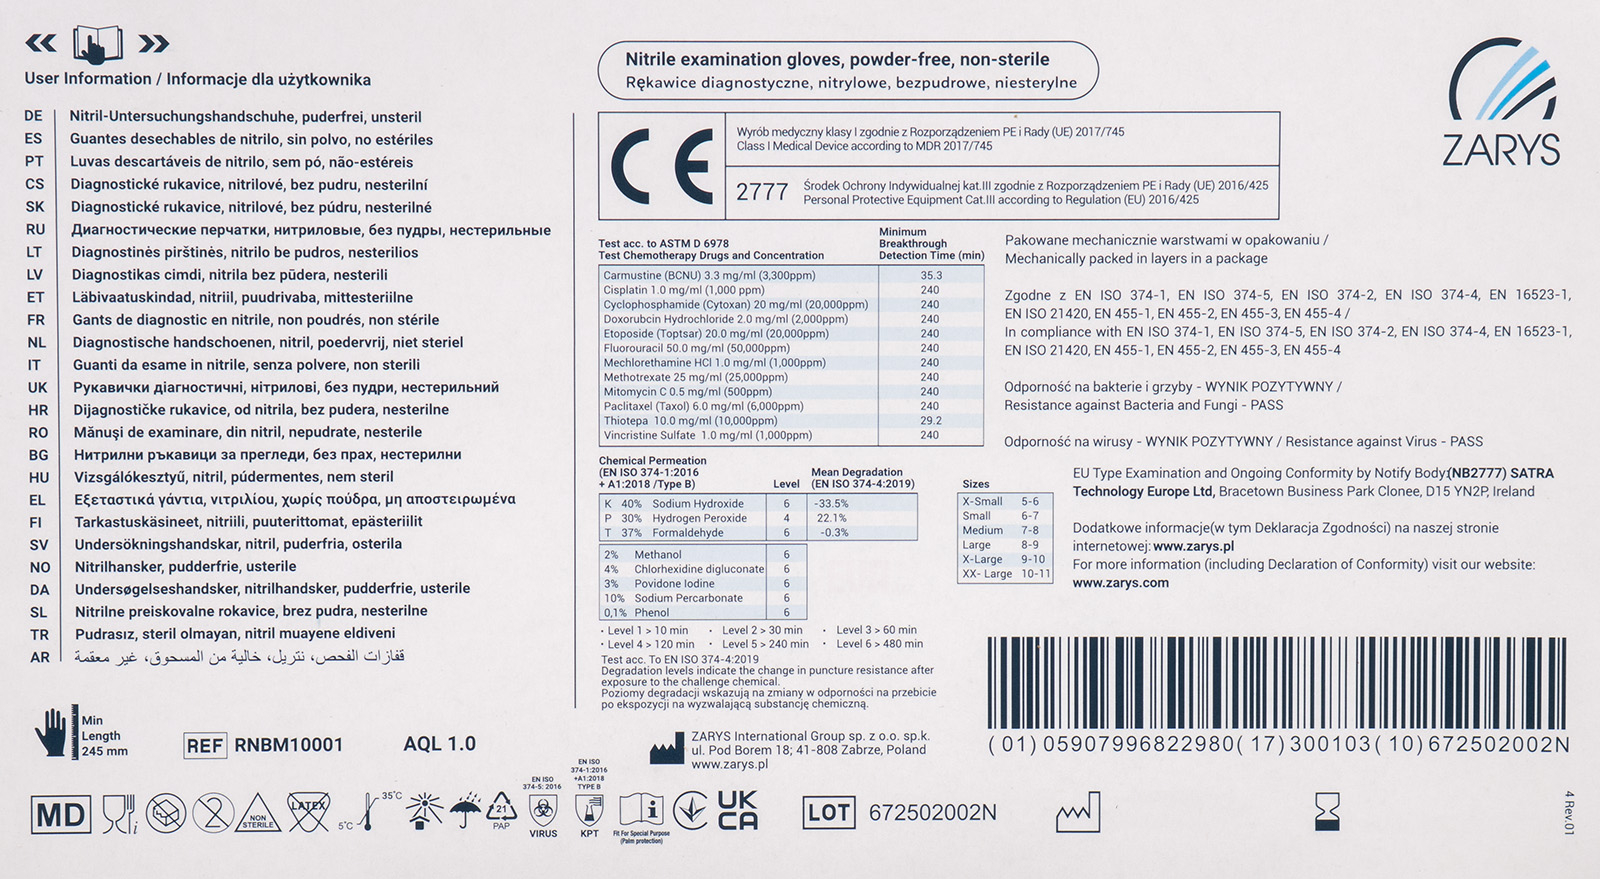 User Information / Informacje dla użytkownika
DE Nitril-Untersuchungshandschuhe, puderfrei, unsteril
ES Guantes desechables de nitrilo, sin polvo, no estériles
PT Luvas descartáveis de nitrilo, sem pó, não-estéreis
CS Diagnostické rukavice, nitrilové, bez pudru, nesterilní
SK Diagnostické rukavice, nitrilové, bez púdru, nesterilné
RU Диагностические перчатки, нитриловые, без пудры, нестерильные
LT Diagnostinės pirštinės, nitrilo be pudros, nesterilios
LV Diagnostikas cimdi, nitrila bez pūdera, nesterili
ET Läbivaatuskindad, nitriil, puudrivaba, mittesteriilne
FR Gants de diagnostic en nitrile, non poudrés, non stérile
NL Diagnostische handschoenen, nitril, poedervrij, niet steriel
IT Guanti da esame in nitrile, senza polvere, non sterili
UK Рукавички діагностичні, нітрилові, без пудри, нестерильний
HR Dijagnostičke rukavice, od nitrila, bez pudera, nesterilne
RO Mănuşi de examinare, din nitril, nepudrate, nesterile
BG Нитрилни ръкавици за прегледи, без прах, нестерилни
HU Vizsgálókesztyű, nitril, púdermentes, nem steril
EL Εξεταστικά γάντια, νιτριλίου, χωρίς πούδρα, μη αποστειρωμένα
FI Tarkastuskäsineet, nitriili, puuterittomat, epästeriilit
SV Undersökningshandskar, nitril, puderfria, osterila
NO Nitrilhansker, pudderfrie, usterile
DA Undersøgelseshandsker, nitrilhandsker, pudderfrie, usterile
SL Nitrilne preiskovalne rokavice, brez pudra, nesterilne
TR Pudrasız, steril olmayan, nitril muayene eldiveni
AR قفازات الفحص، نتريل، خالية من المسحوق، غير معقمة
Min
Length
245 mm
REF RNBM10001
AQL 1.0
Nitrile examination gloves, powder-free, non-sterile
Rękawice diagnostyczne, nitrylowe, bezpudrowe, niesterylne
ZARYS
CE
Wyrób medyczny klasy I zgodnie z Rozporządzeniem PE i Rady (UE) 2017/745
Class I Medical Device according to MDR 2017/745
2777
Środek Ochrony Indywidualnej kat.III zgodnie z Rozporządzeniem PE i Rady (UE) 2016/425
Personal Protective Equipment Cat.III according to Regulation (EU) 2016/425
Test acc. to ASTM D 6978
Test Chemotherapy Drugs and Concentration
Minimum
Breakthrough
Detection Time (min)
Carmustine (BCNU) 3.3 mg/ml (3,300ppm) 35.3
Cisplatin 1.0 mg/ml (1,000 ppm) 240
Cyclophosphamide (Cytoxan) 20 mg/ml (20,000ppm) 240
Doxorubcin Hydrochloride 2.0 mg/ml (2,000ppm) 240
Etoposide (Toptsar) 20.0 mg/ml (20,000ppm) 240
Fluorouracil 50.0 mg/ml (50,000ppm) 240
Mechlorethamine HCl 1.0 mg/ml (1,000ppm) 240
Methotrexate 25 mg/ml (25,000ppm) 240
Mitomycin C 0.5 mg/ml (500ppm) 240
Paclitaxel (Taxol) 6.0 mg/ml (6,000ppm) 240
Thiotepa 10.0 mg/ml (10,000ppm) 29.2
Vincristine Sulfate 1.0 mg/ml (1,000ppm) 240
Chemical Permeation
(EN ISO 374-1:2016
+ A1:2018 /Type B)
Level
Mean Degradation
(EN ISO 374-4:2019)
K 40% Sodium Hydroxide 6 -33.5%
P 30% Hydrogen Peroxide 4 22.1%
T 37% Formaldehyde 6 -0.3%
2% Methanol 6
4% Chlorhexidine digluconate 6
3% Povidone Iodine 6
10% Sodium Percarbonate 6
0,1% Phenol 6
· Level 1 > 10 min · Level 2 > 30 min · Level 3 > 60 min
· Level 4 > 120 min · Level 5 > 240 min · Level 6 > 480 min
Test acc. To EN ISO 374-4:2019
Degradation levels indicate the change in puncture resistance after
exposure to the challenge chemical.
Poziomy degradacji wskazują na zmiany w odporności na przebicie
po ekspozycji na wyzwalającą substancję chemiczną.
ZARYS International Group sp. z o.o. sp.k.
ul. Pod Borem 18; 41-808 Zabrze, Poland
www.zarys.pl
Pakowane mechanicznie warstwami w opakowaniu /
Mechanically packed in layers in a package
Zgodne z EN ISO 374-1, EN ISO 374-5, EN ISO 374-2, EN ISO 374-4, EN 16523-1,
EN ISO 21420, EN 455-1, EN 455-2, EN 455-3, EN 455-4 /
In compliance with EN ISO 374-1, EN ISO 374-5, EN ISO 374-2, EN ISO 374-4, EN 16523-1,
EN ISO 21420, EN 455-1, EN 455-2, EN 455-3, EN 455-4
Odporność na bakterie i grzyby - WYNIK POZYTYWNY /
Resistance against Bacteria and Fungi - PASS
Odporność na wirusy - WYNIK POZYTYWNY / Resistance against Virus - PASS
Sizes
X-Small 5-6
Small 6-7
Medium 7-8
Large 8-9
X-Large 9-10
XX- Large 10-11
EU Type Examination and Ongoing Conformity by Notify Body:(NB2777) SATRA
Technology Europe Ltd, Bracetown Business Park Clonee, D15 YN2P, Ireland
Dodatkowe informacje(w tym Deklaracja Zgodności) na naszej stronie
internetowej: www.zarys.pl
For more information (including Declaration of Conformity) visit our website:
www.zarys.com
(01)05907996822980(17)300103(10)672502002N
MD
2
NON
STERILE
LATEX
5°C
35°C
21
PAP
EN ISO
374-5: 2016
VIRUS
EN ISO
374-1:2016
+A1:2018
TYPE B
KPT
i
Fit For Special Purpose
(Palm protection)
UK
CA
LOT 672502002N
4 Rev.01